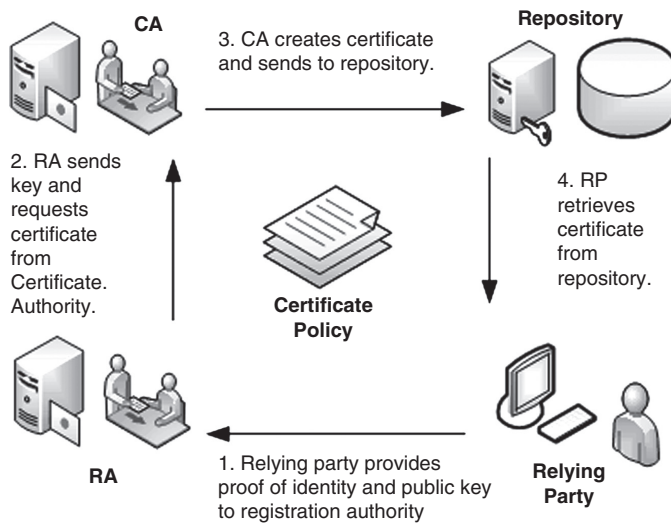 CA
3. CA creates certificate
and sends to repository.
Repository
2. RA sends
key and
requests
certificate
from
Certificate.
Authority.
4. RP
retrieves
certificate
from
repository.
Certificate
Policy
RA
1. Relying party provides
proof of identity and public key
to registration authority
Relying
Party